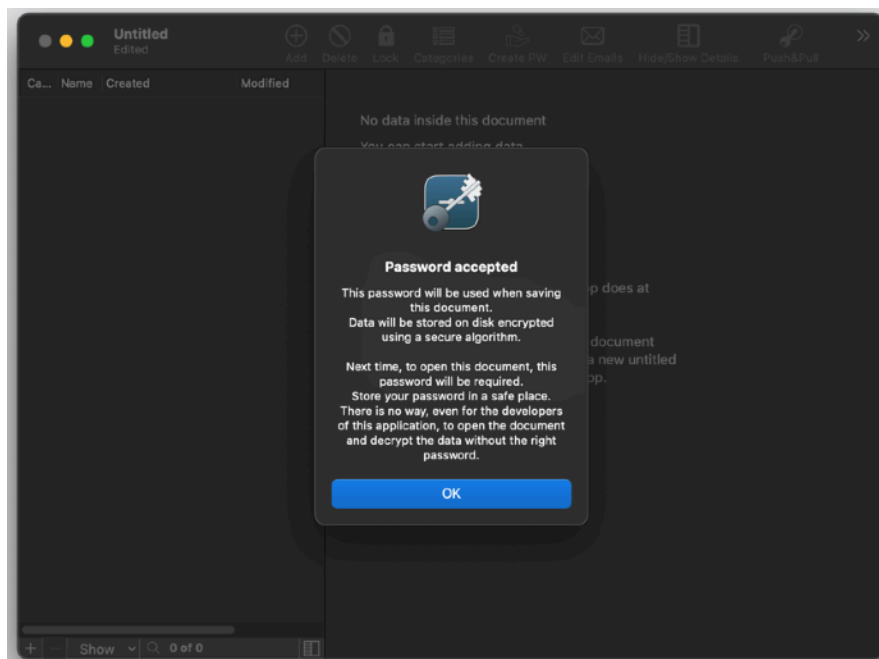 Untitled
Edited
Add
Delete
Lock
Categories
Create PW
Edit Emails
Hide/Show Details
Push&Pull
Ca... Name Created Modified
No data inside this document
You can start adding data
Password accepted
This password will be used when saving
this document.
Data will be stored on disk encrypted
using a secure algorithm.
Next time, to open this document, this
password will be required.
Store your password in a safe place.
There is no way, even for the developers
of this application, to open the document
and decrypt the data without the right
password.
OK
p does at
document
a new untitled
pp.
Show
0 of 0